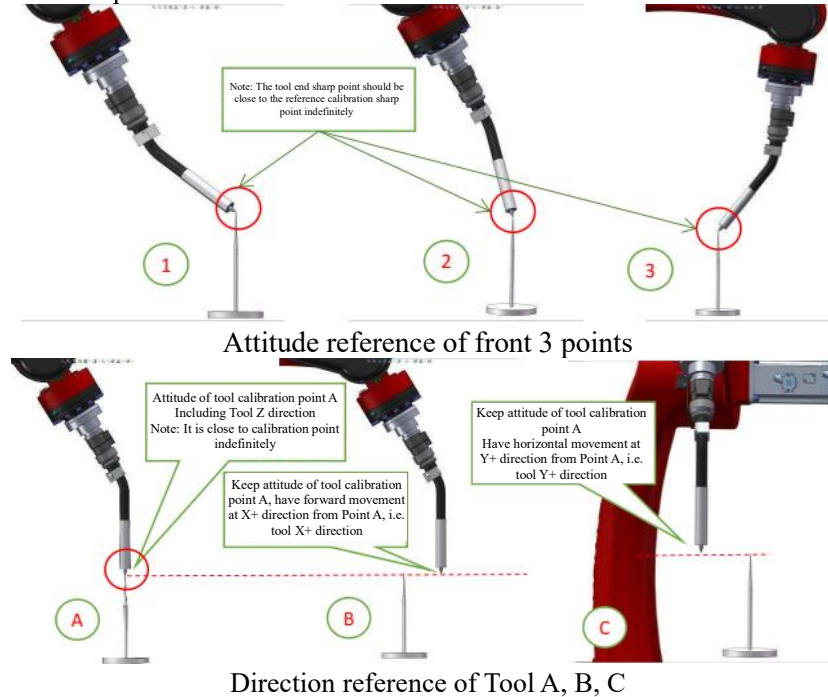 Note: The tool end sharp point should be
close to the reference calibration sharp
point indefinitely
1
2
3
Attitude reference of front 3 points
Attitude of tool calibration point A
Including Tool Z direction
Note: It is close to calibration point
indefinitely
Keep attitude of tool calibration
point A, have forward movement
at X+ direction from Point A, i.e.
tool X+ direction
Keep attitude of tool calibration
point A
Have horizontal movement at
Y+ direction from Point A, i.e.
tool Y+ direction
A
B
C
Direction reference of Tool A, B, C